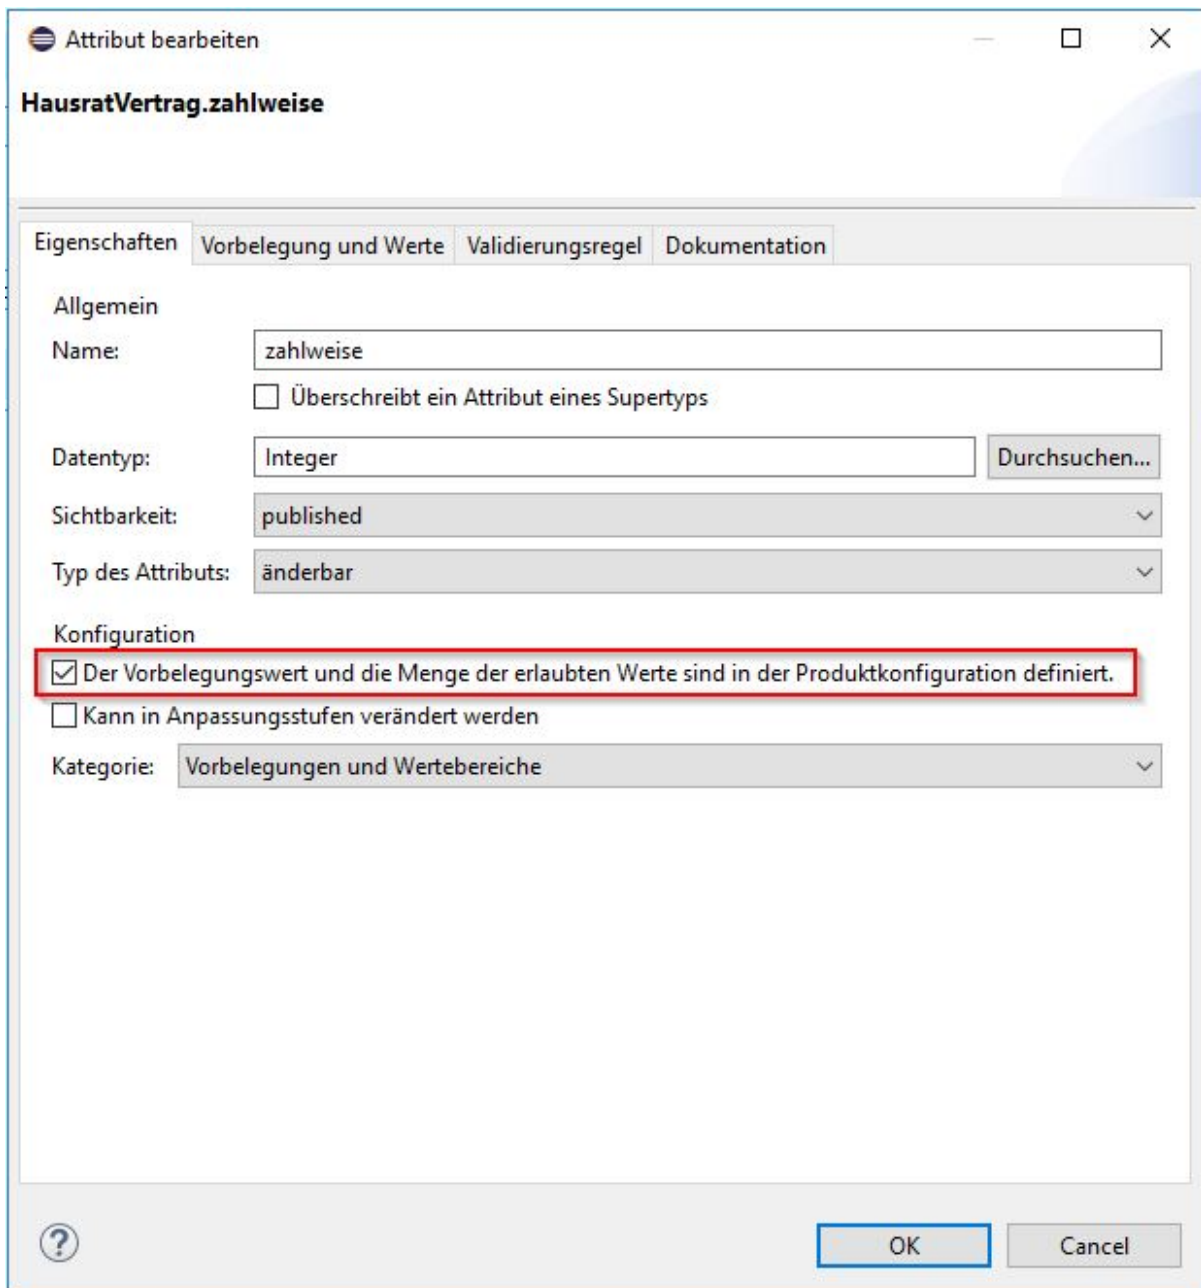 Attribut bearbeiten
HausratVertrag.zahlweise
Eigenschaften Vorbelegung und Werte Validierungsregel Dokumentation
Allgemein
Name: zahlweise
Überschreibt ein Attribut eines Supertyps
Datentyp: Integer Durchsuchen...
Sichtbarkeit: published
Typ des Attributs: änderbar
Konfiguration
Der Vorbelegungswert und die Menge der erlaubten Werte sind in der Produktkonfiguration definiert.
Kann in Anpassungsstufen verändert werden
Kategorie: Vorbelegungen und Wertebereiche
? OK Cancel